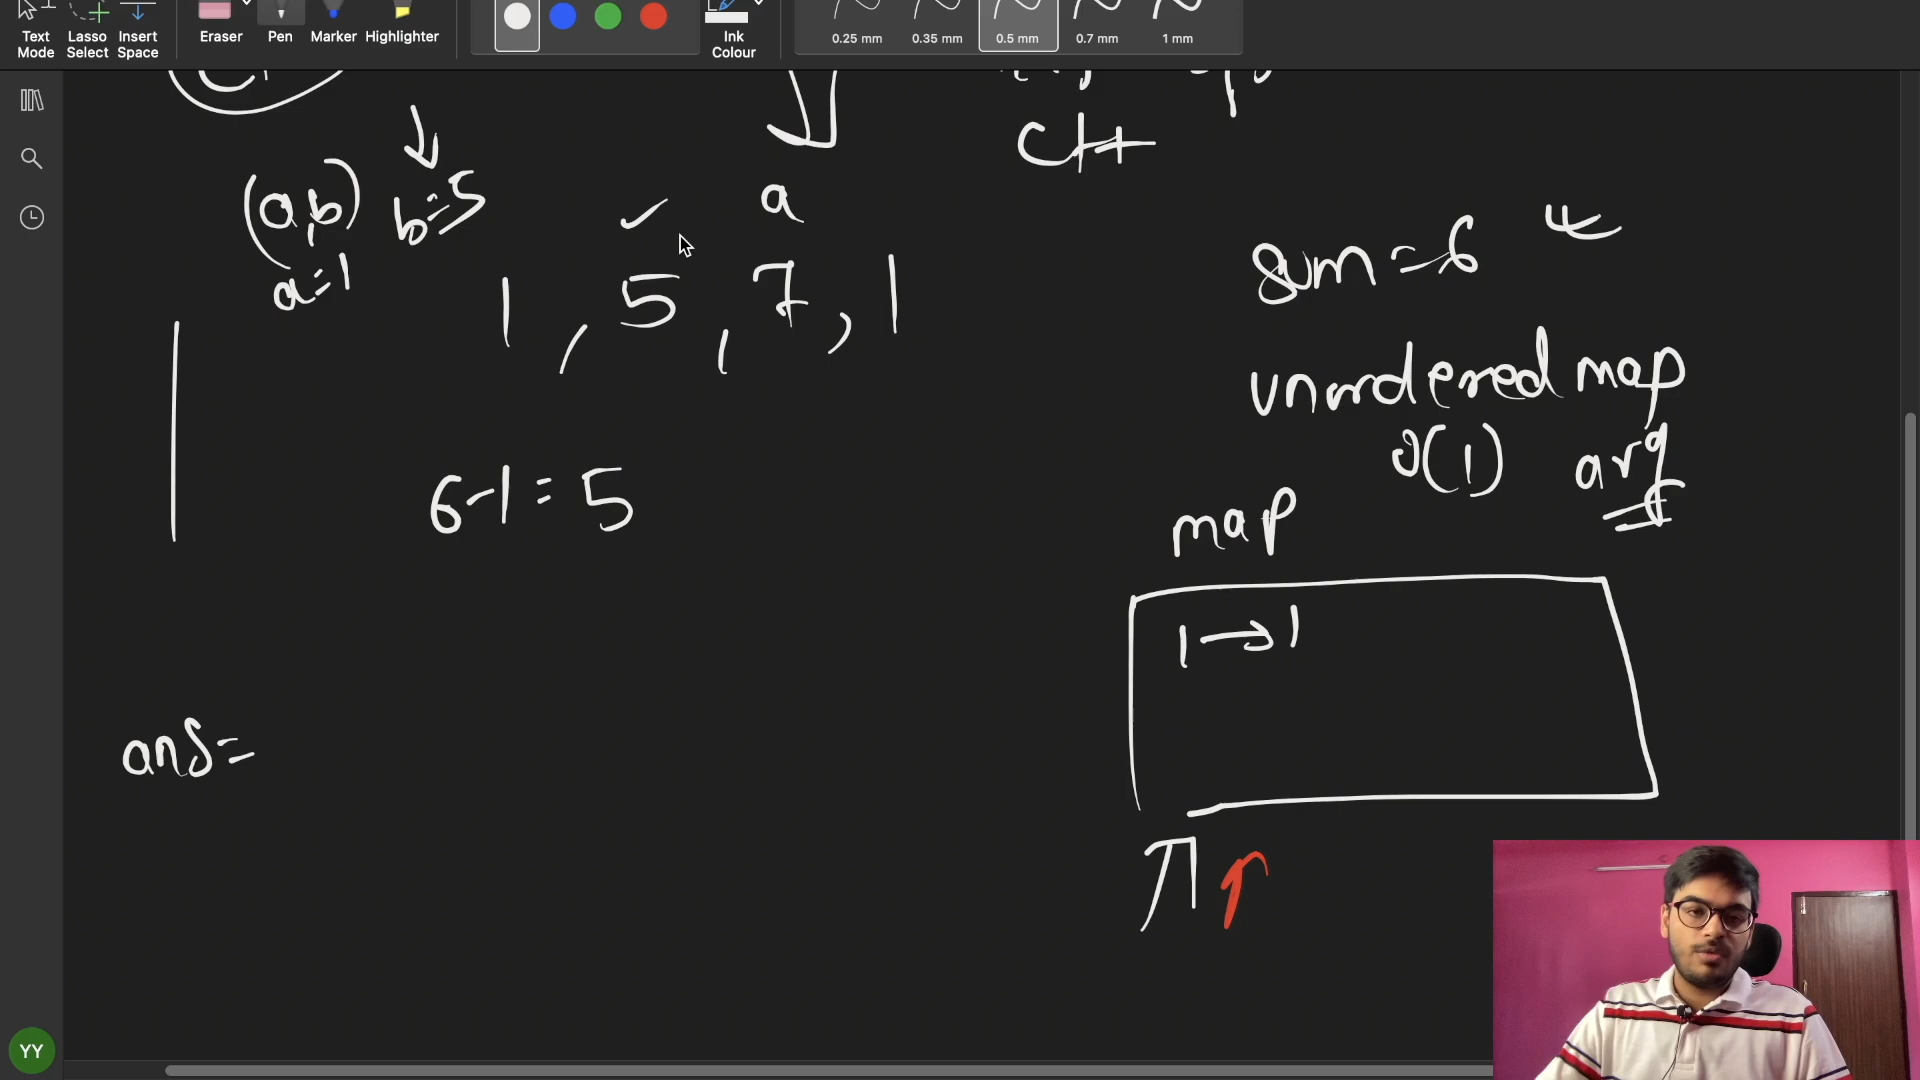 Text Mode
Lasso Select
Insert Space
Eraser
Pen
Marker
Highlighter
Ink Colour
0.25 mm
0.35 mm
0.5 mm
0.7 mm
1 mm
C++
(a,b) b=5
a
a=1
1 , 5 , 7 , 1
sum=6
unordered map
O(1) avg
6-1=5
map
1→1
ans=
YY